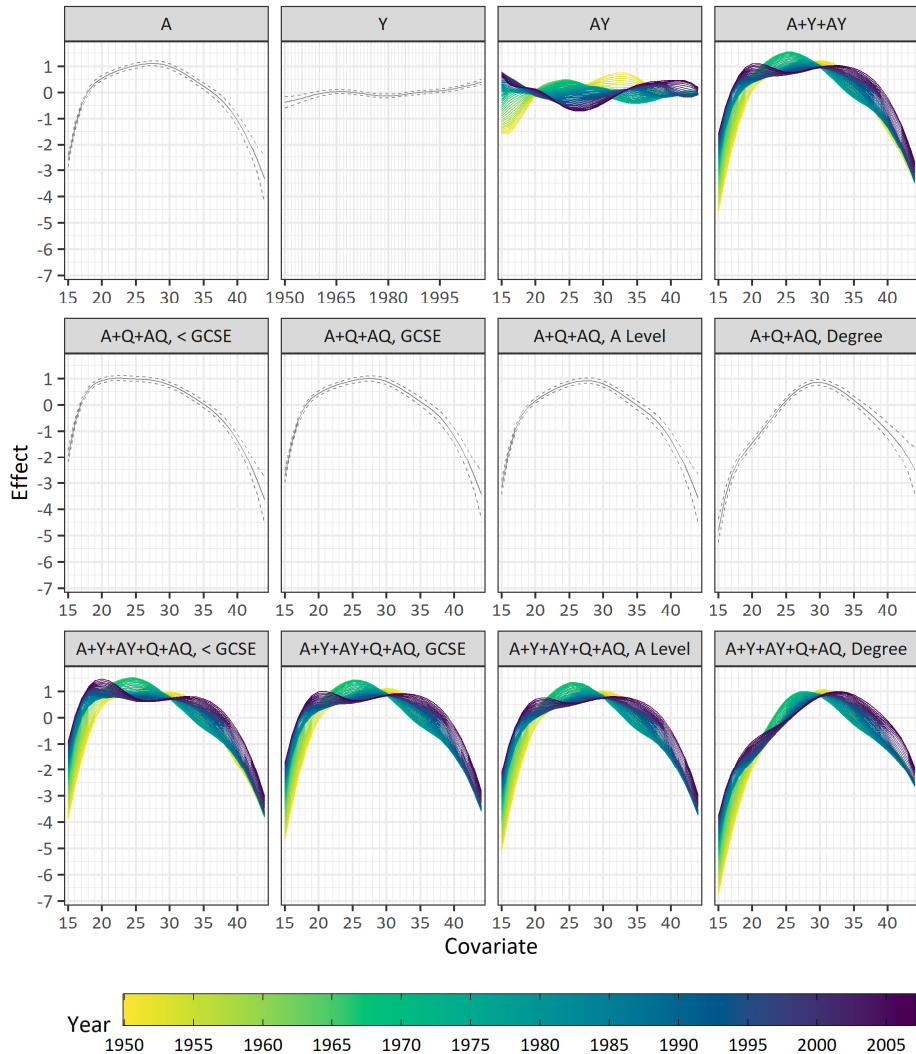 A Y AY A+Y+AY
1
0
-1
-2
-3
-4
-5
-6
-7
15 20 25 30 35 40 1950 1965 1980 1995 15 20 25 30 35 40 15 20 25 30 35 40
A+Q+AQ, < GCSE A+Q+AQ, GCSE A+Q+AQ, A Level A+Q+AQ, Degree
1
0
-1
-2
-3
-4
-5
-6
-7
Effect
15 20 25 30 35 40 15 20 25 30 35 40 15 20 25 30 35 40 15 20 25 30 35 40
A+Y+AY+Q+AQ, < GCSE A+Y+AY+Q+AQ, GCSE A+Y+AY+Q+AQ, A Level A+Y+AY+Q+AQ, Degree
1
0
-1
-2
-3
-4
-5
-6
-7
15 20 25 30 35 40 15 20 25 30 35 40 15 20 25 30 35 40 15 20 25 30 35 40
Covariate
Year
1950 1955 1960 1965 1970 1975 1980 1985 1990 1995 2000 2005